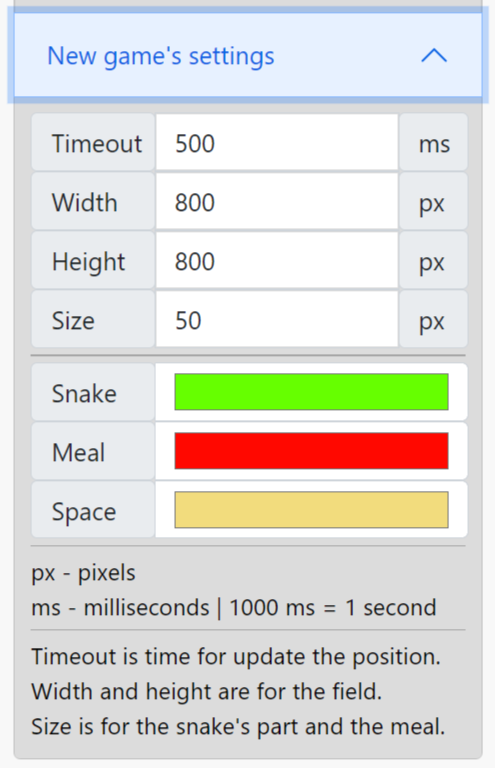 New game's settings
Timeout 500 ms
Width 800 px
Height 800 px
Size 50 px
Snake
Meal
Space
px - pixels
ms - milliseconds | 1000 ms = 1 second
Timeout is time for update the position.
Width and height are for the field.
Size is for the snake's part and the meal.